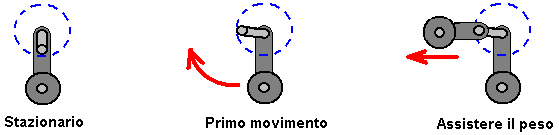 Stazionario
Primo movimento
Assistere il peso